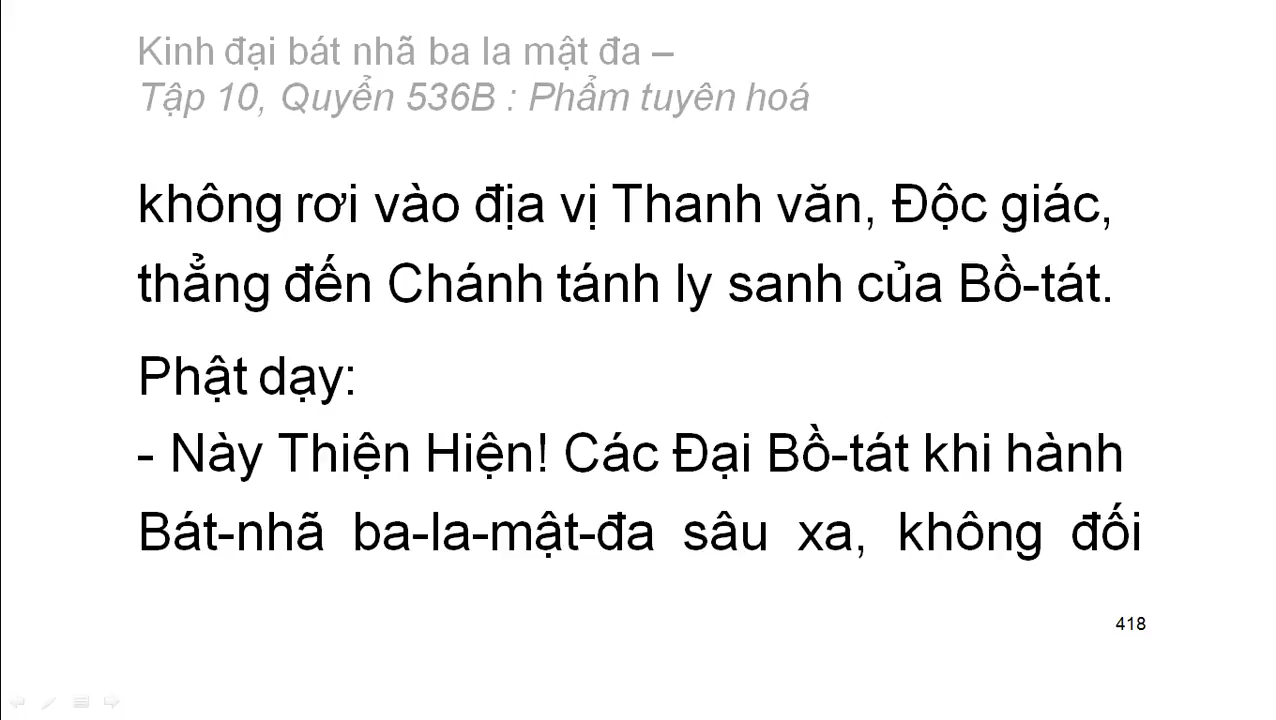 Kinh đại bát nhã ba la mật đa –
Tập 10, Quyển 536B : Phẩm tuyên hoá
không rơi vào địa vị Thanh văn, Độc giác,
thẳng đến Chánh tánh ly sanh của Bồ-tát.
Phật dạy:
- Này Thiện Hiện! Các Đại Bồ-tát khi hành
Bát-nhã ba-la-mật-đa sâu xa, không đối
418